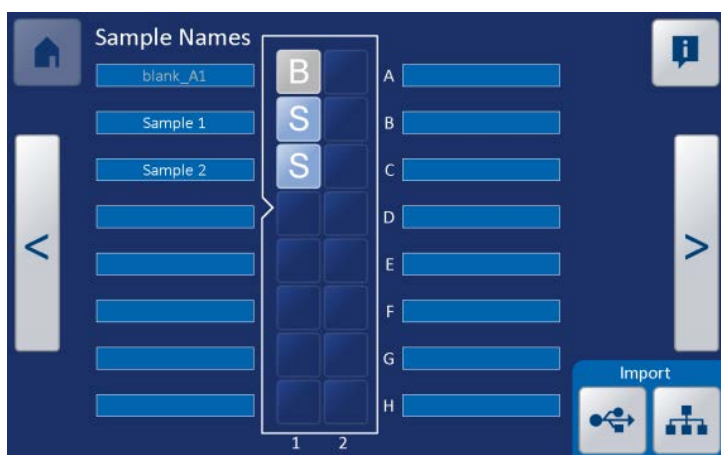 Sample Names
blank_A1 B A
Sample 1 S B
Sample 2 S C
D
< E >
F
G
Import
H
1 2